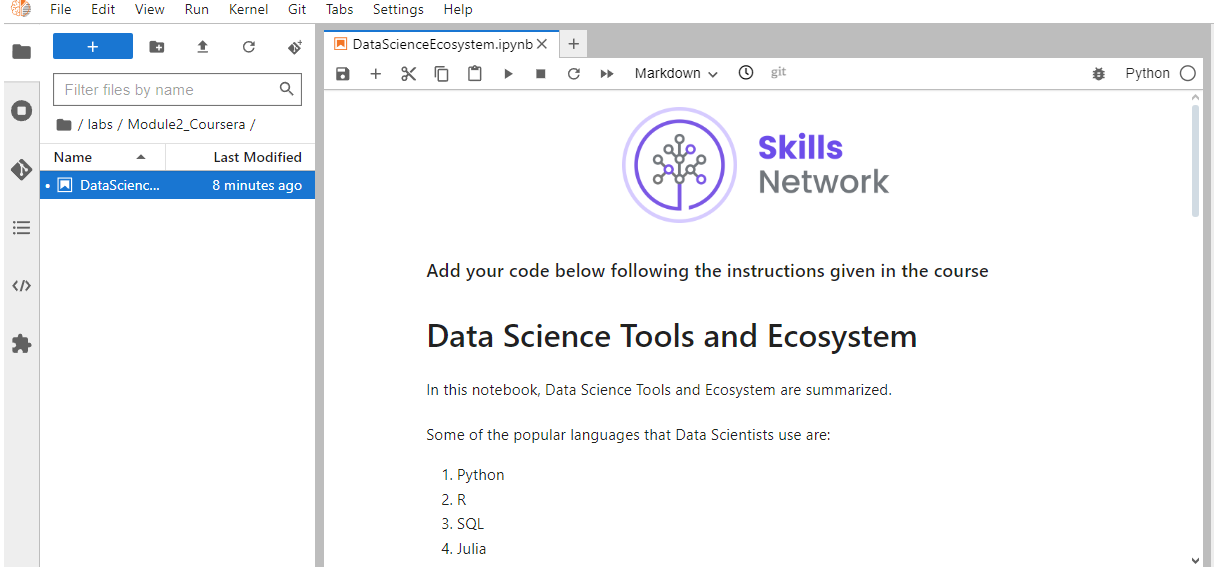 File Edit View Run Kernel Git Tabs Settings Help
+
Filter files by name
/ labs / Module2_Coursera /
Name Last Modified
• DataScienc... 8 minutes ago
DataScienceEcosystem.ipynb
Markdown git Python
Skills
Network
Add your code below following the instructions given in the course
Data Science Tools and Ecosystem
In this notebook, Data Science Tools and Ecosystem are summarized.
Some of the popular languages that Data Scientists use are:
1. Python
2. R
3. SQL
4. Julia